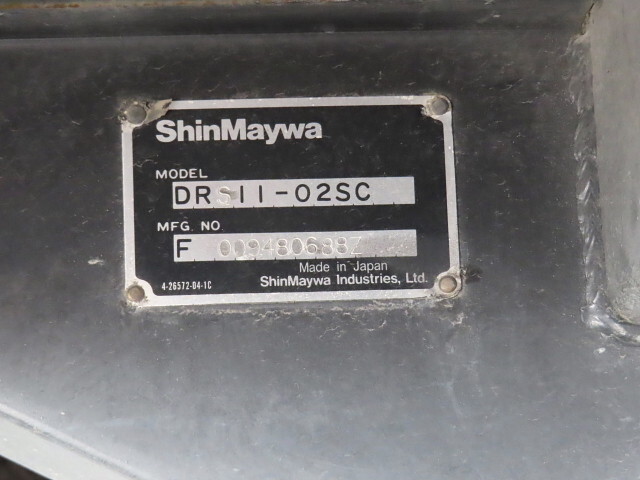 ShinMaywa
MODEL
DRS11-02SC
MFG. NO.
F
Made in Japan
4-26572-04-1C
ShinMaywa Industries, Ltd.